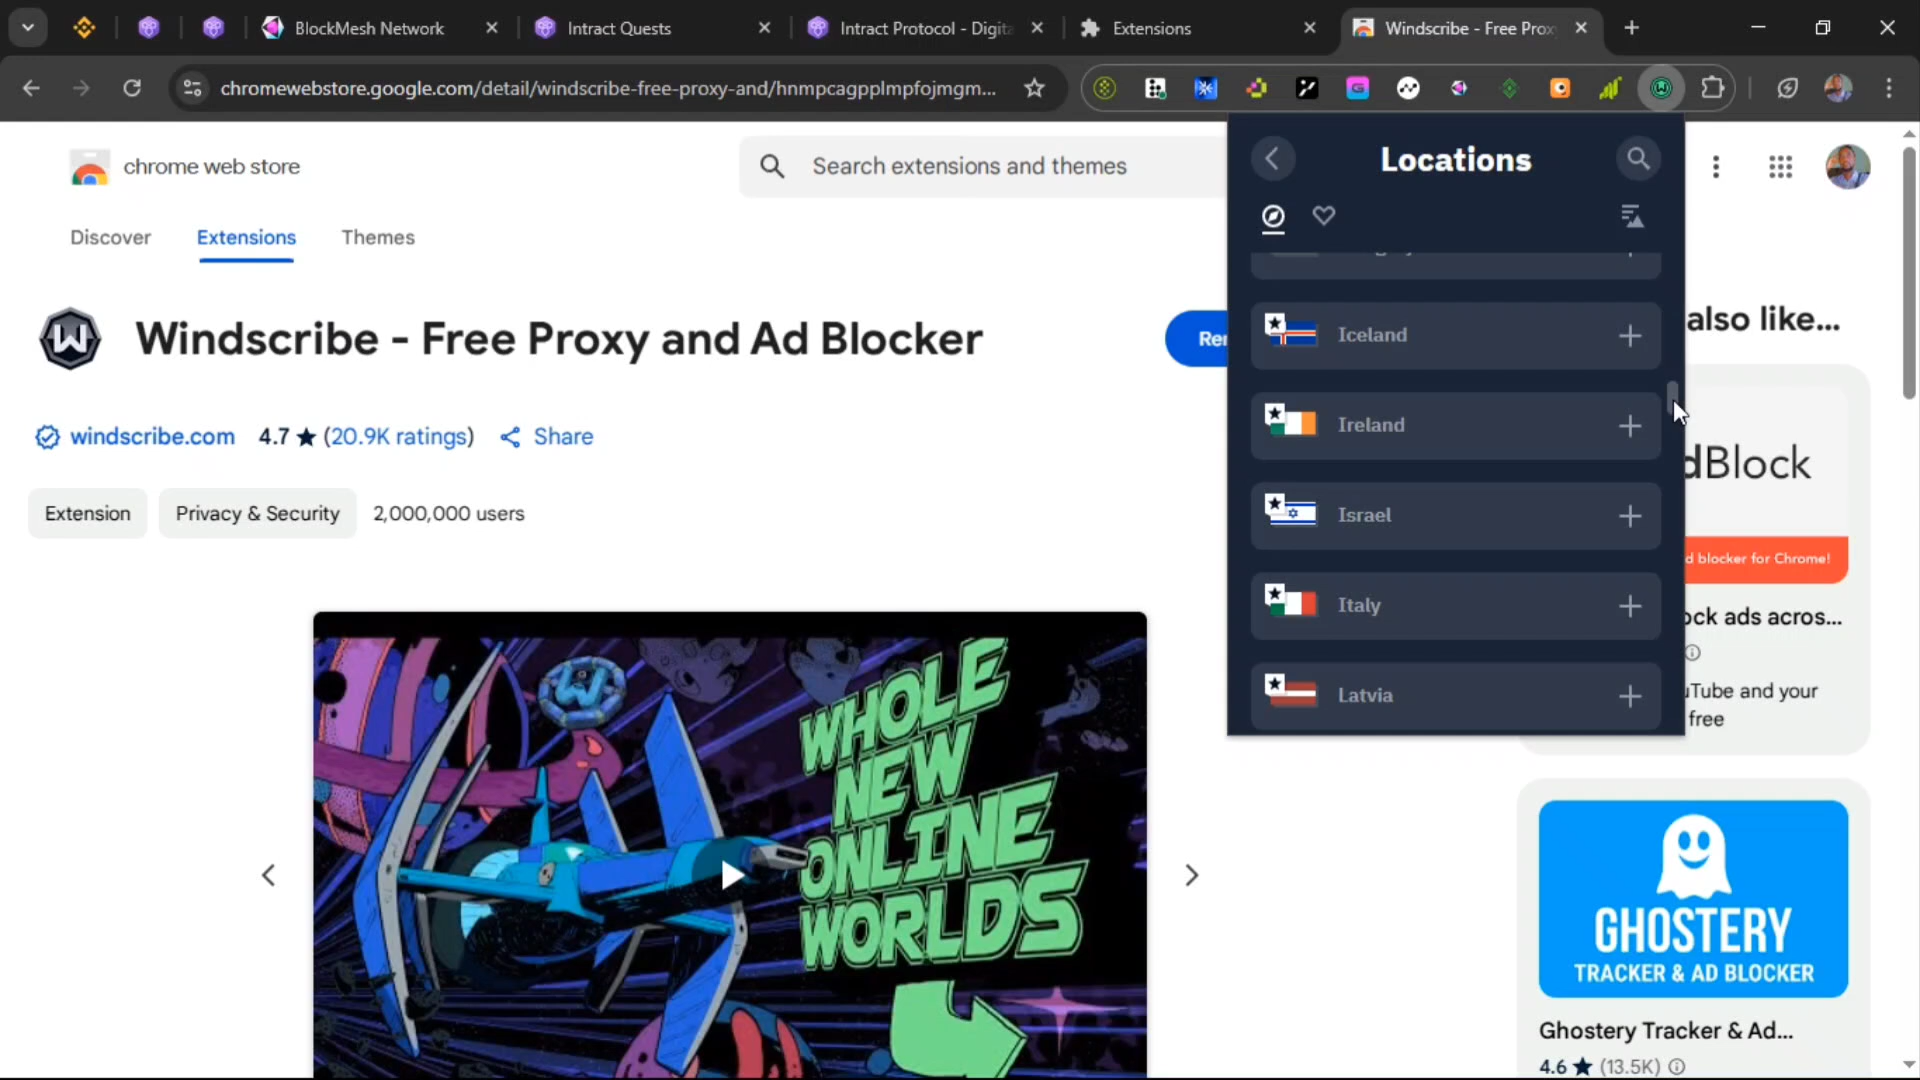 BlockMesh Network
Intract Quests
Intract Protocol - Digita
Extensions
Windscribe - Free Prox
chromewebstore.google.com/detail/windscribe-free-proxy-and/hnmpcagpplmpfojmgm...
chrome web store
Search extensions and themes
Discover
Extensions
Themes
Windscribe - Free Proxy and Ad Blocker
Rer
windscribe.com
4.7 ★ (20.9K ratings)
Share
Extension
Privacy & Security
2,000,000 users
WHOLE
NEW
ONLINE
WORLDS
Locations
Iceland
Ireland
Israel
Italy
Latvia
also like...
dBlock
d blocker for Chrome!
ock ads acros...
uTube and your
free
GHOSTERY
TRACKER & AD BLOCKER
Ghostery Tracker & Ad...
4.6 ★ (13.5K)